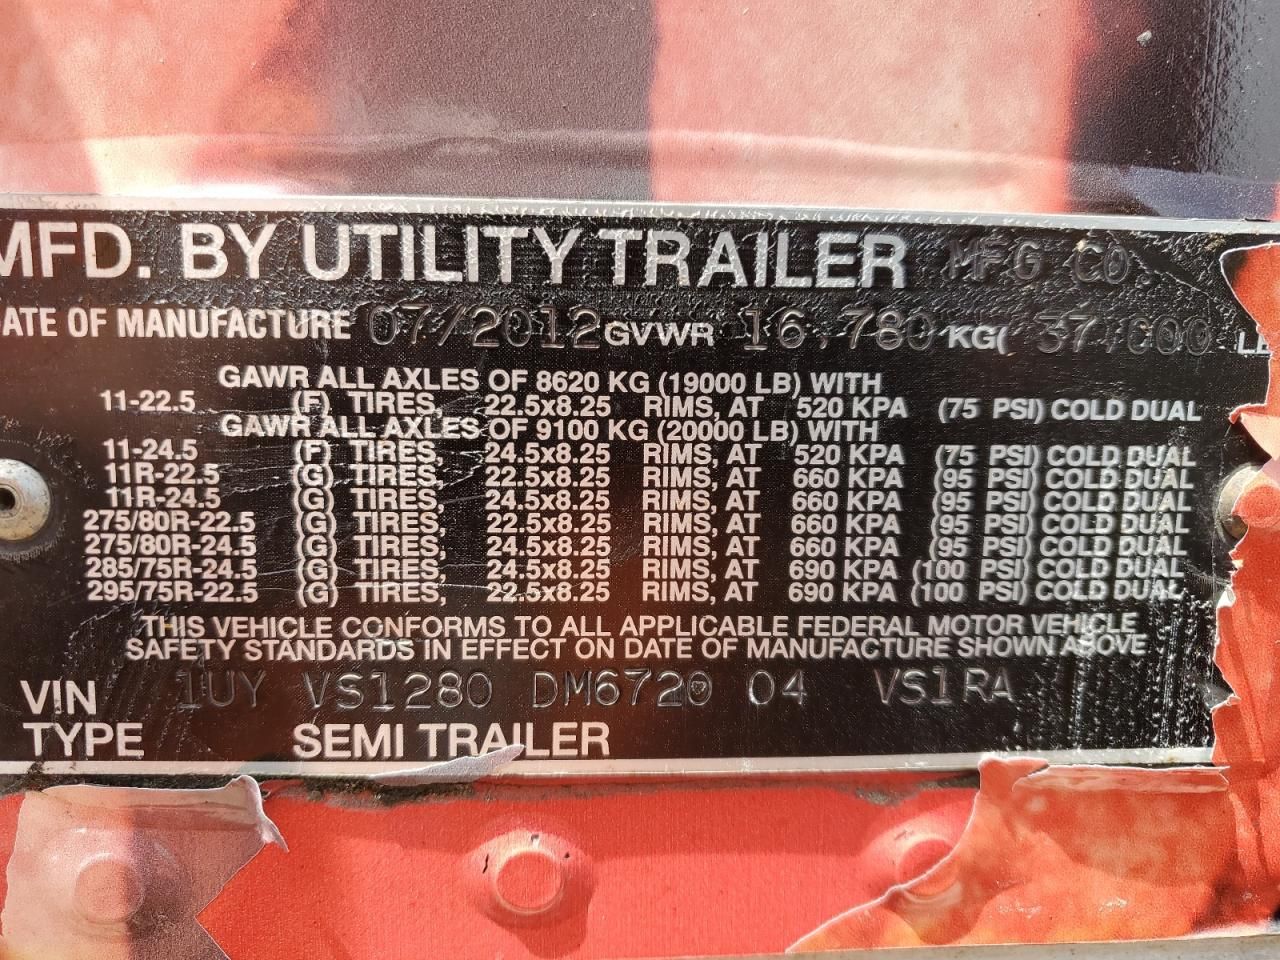 MFD. BY UTILITY TRAILER MFG CO
DATE OF MANUFACTURE 07/2012 GVWR 16,780 KG( 37,000 LB
GAWR ALL AXLES OF 8620 KG (19000 LB) WITH
11-22.5 (F) TIRES, 22.5x8.25 RIMS, AT 520 KPA (75 PSI) COLD DUAL
GAWR ALL AXLES OF 9100 KG (20000 LB) WITH
11-24.5 (F) TIRES, 24.5x8.25 RIMS, AT 520 KPA (75 PSI) COLD DUAL
11R-22.5 (G) TIRES, 22.5x8.25 RIMS, AT 660 KPA (95 PSI) COLD DUAL
11R-24.5 (G) TIRES, 24.5x8.25 RIMS, AT 660 KPA (95 PSI) COLD DUAL
275/80R-22.5 (G) TIRES, 22.5x8.25 RIMS, AT 660 KPA (95 PSI) COLD DUAL
275/80R-24.5 (G) TIRES, 24.5x8.25 RIMS, AT 660 KPA (95 PSI) COLD DUAL
285/75R-24.5 (G) TIRES, 24.5x8.25 RIMS, AT 690 KPA (100 PSI) COLD DUAL
295/75R-22.5 (G) TIRES, 22.5x8.25 RIMS, AT 690 KPA (100 PSI) COLD DUAL
THIS VEHICLE CONFORMS TO ALL APPLICABLE FEDERAL MOTOR VEHICLE
SAFETY STANDARDS IN EFFECT ON DATE OF MANUFACTURE SHOWN ABOVE
VIN 1UY VS1280 DM6720 04 VS1RA
TYPE SEMI TRAILER